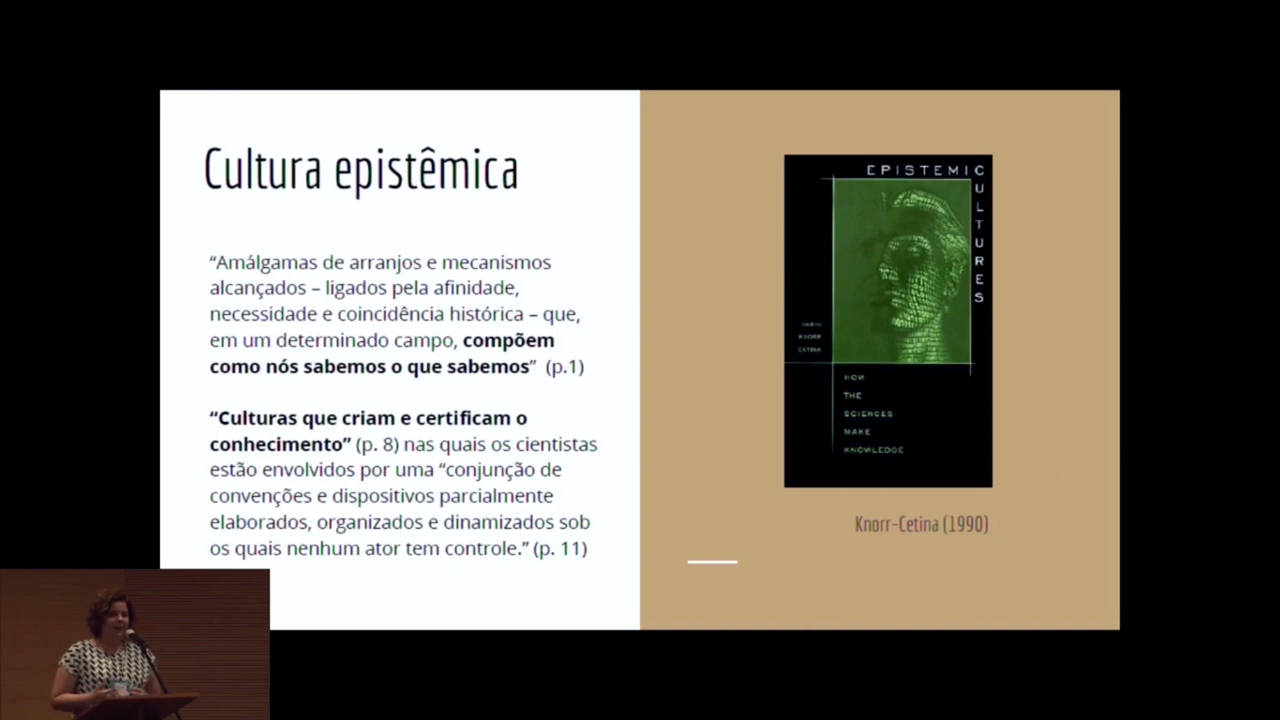 Cultura epistêmica
“Amálgamas de arranjos e mecanismos
alcançados – ligados pela afinidade,
necessidade e coincidência histórica – que,
em um determinado campo, compõem
como nós sabemos o que sabemos” (p.1)
“Culturas que criam e certificam o
conhecimento” (p. 8) nas quais os cientistas
estão envolvidos por uma “conjunção de
convenções e dispositivos parcialmente
elaborados, organizados e dinamizados sob
os quais nenhum ator tem controle.” (p. 11)
EPISTEMIC
CULTURES
KARIN
KNORR
CETINA
HOW
THE
SCIENCES
MAKE
KNOWLEDGE
Knorr-Cetina (1990)